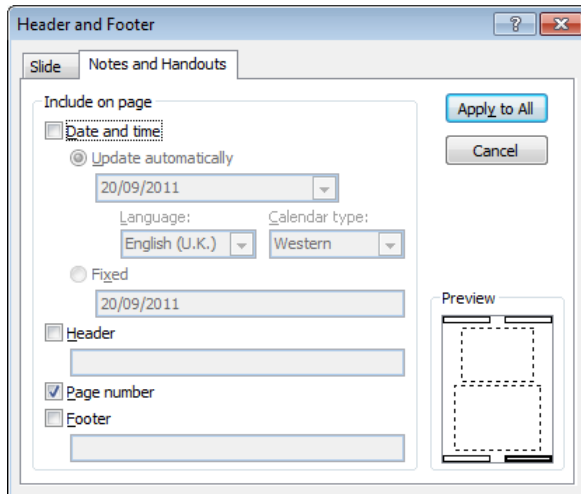 Header and Footer
Slide
Notes and Handouts
Include on page
Date and time
Update automatically
20/09/2011
Language:
Calendar type:
English (U.K.)
Western
Fixed
20/09/2011
Header
Page number
Footer
Apply to All
Cancel
Preview